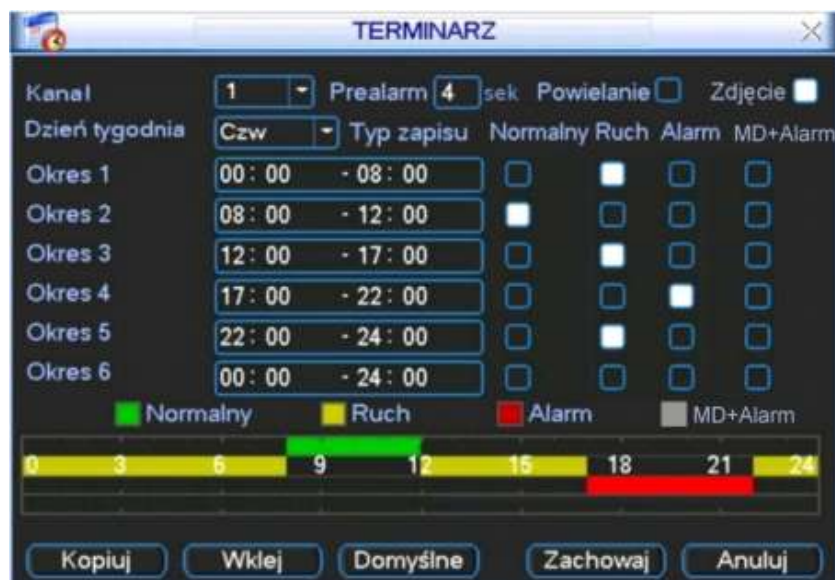 TERMINARZ
Kanał 1 Prealarm 4 sek Powielanie Zdjęcie
Dzień tygodnia Czw Typ zapisu Normalny Ruch Alarm MD+Alarm
Okres 1 00: 00 - 08: 00
Okres 2 08: 00 - 12: 00
Okres 3 12: 00 - 17: 00
Okres 4 17: 00 - 22: 00
Okres 5 22: 00 - 24: 00
Okres 6 00: 00 - 24: 00
Normalny Ruch Alarm MD+Alarm
0 3 6 9 12 15 18 21 24
Kopiuj Wklej Domyślne Zachowaj Anuluj